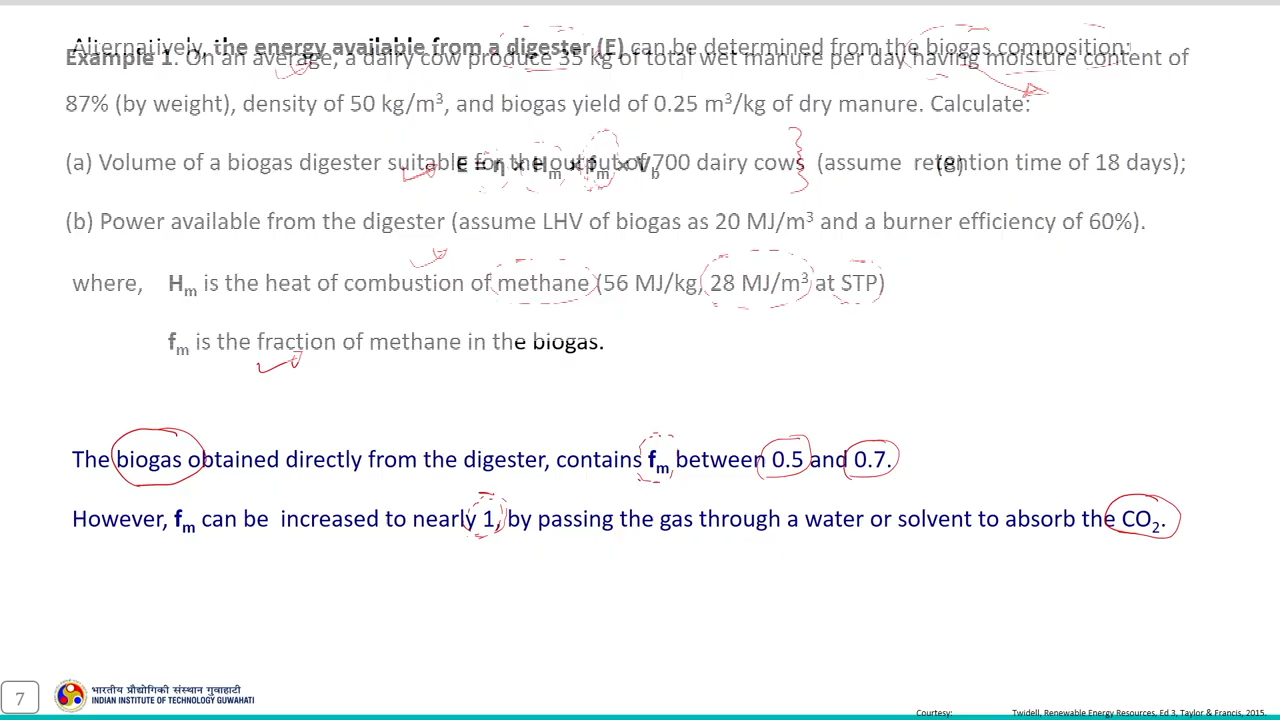 Alternatively, the energy available from a digester (E) can be determined from the biogas composition:
Example 1. On an average, a dairy cow produce 35 kg of total wet manure per day having moisture content of
87% (by weight), density of 50 kg/m³, and biogas yield of 0.25 m³/kg of dry manure. Calculate:
(a) Volume of a biogas digester suitable for the output of 700 dairy cows (assume retention time of 18 days);
E = η × Hm × fm × Vb (8)
(b) Power available from the digester (assume LHV of biogas as 20 MJ/m³ and a burner efficiency of 60%).
where, Hm is the heat of combustion of methane (56 MJ/kg, 28 MJ/m³ at STP)
fm is the fraction of methane in the biogas.
The biogas obtained directly from the digester, contains fm between 0.5 and 0.7.
However, fm can be increased to nearly 1, by passing the gas through a water or solvent to absorb the CO₂.
7
भारतीय प्रौद्योगिकी संस्थान गुवाहाटी
INDIAN INSTITUTE OF TECHNOLOGY GUWAHATI
Courtesy: Twidell, Renewable Energy Resources, Ed 3, Taylor & Francis, 2015.